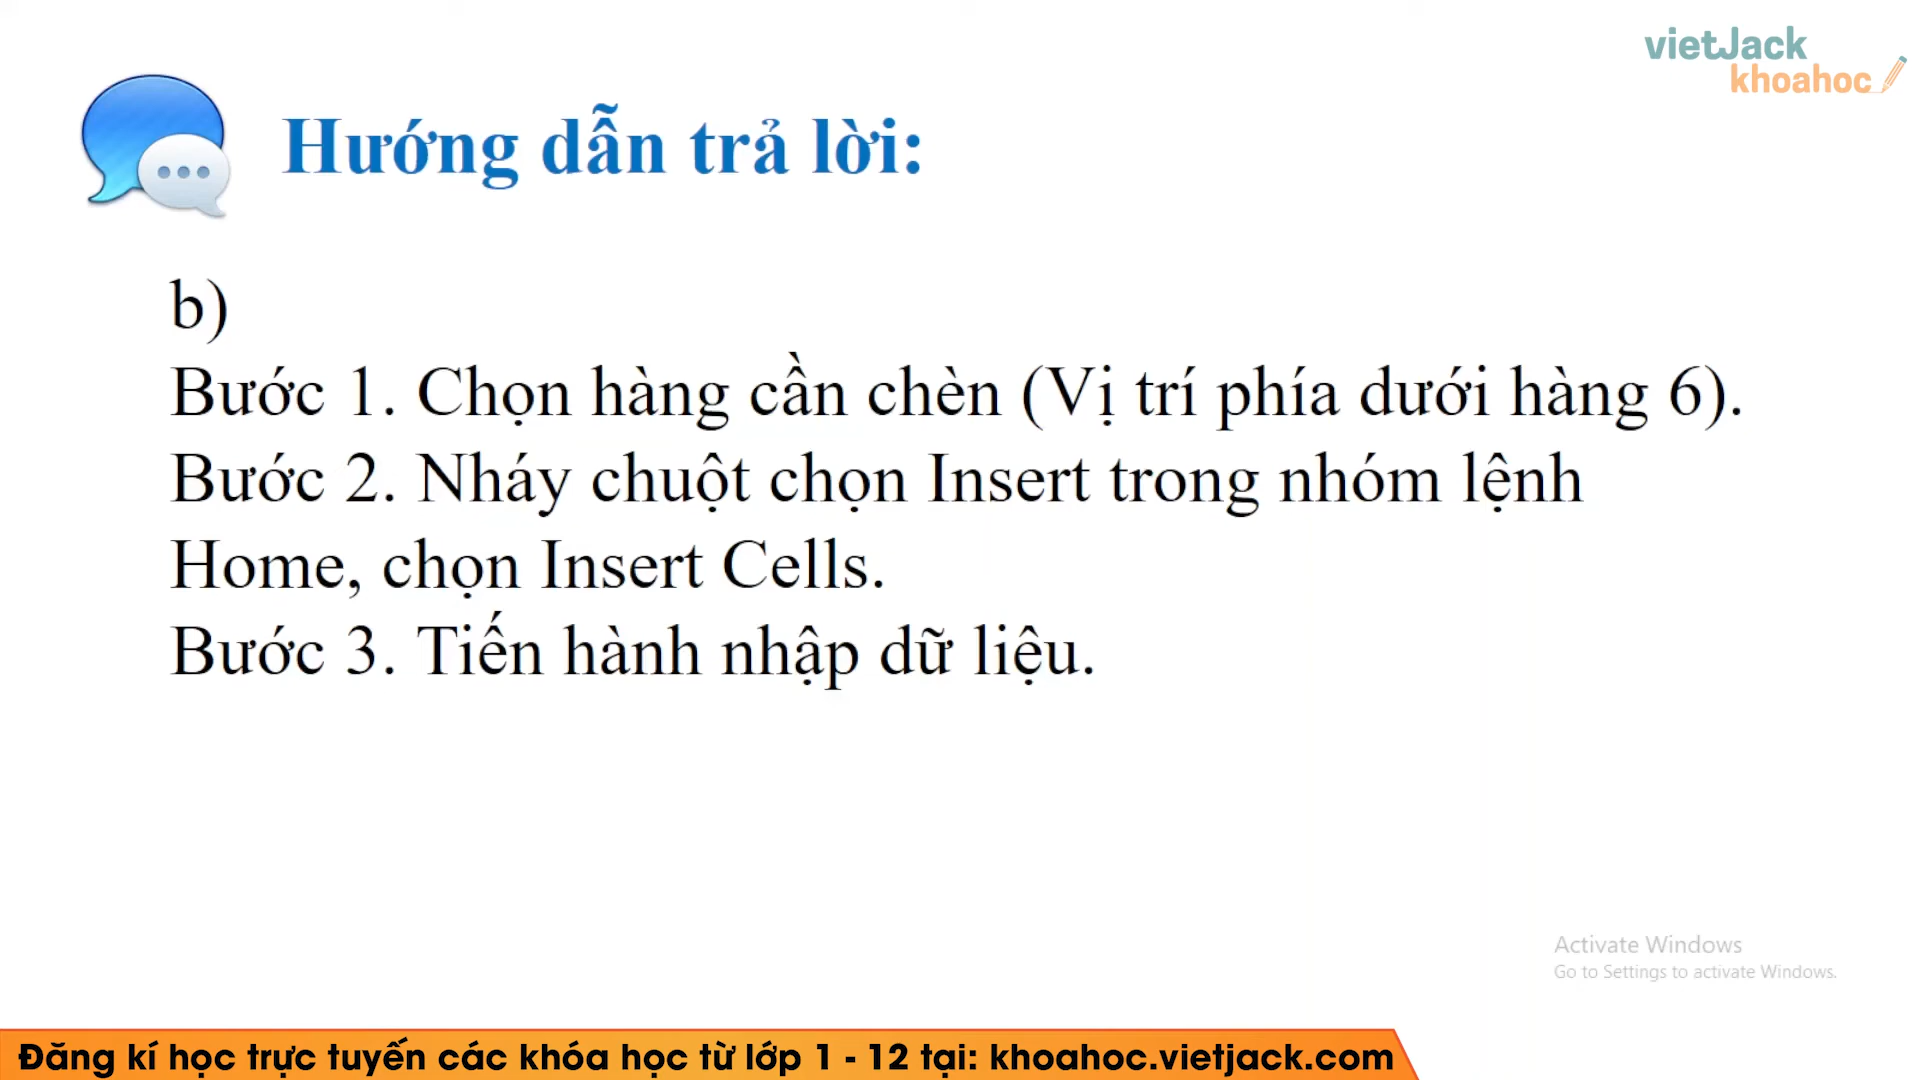 vietJack
khoahoc
Hướng dẫn trả lời:
b)
Bước 1. Chọn hàng cần chèn (Vị trí phía dưới hàng 6).
Bước 2. Nháy chuột chọn Insert trong nhóm lệnh
Home, chọn Insert Cells.
Bước 3. Tiến hành nhập dữ liệu.
Activate Windows
Go to Settings to activate Windows.
Đăng kí học trực tuyến các khóa học từ lớp 1 - 12 tại: khoahoc.vietjack.com